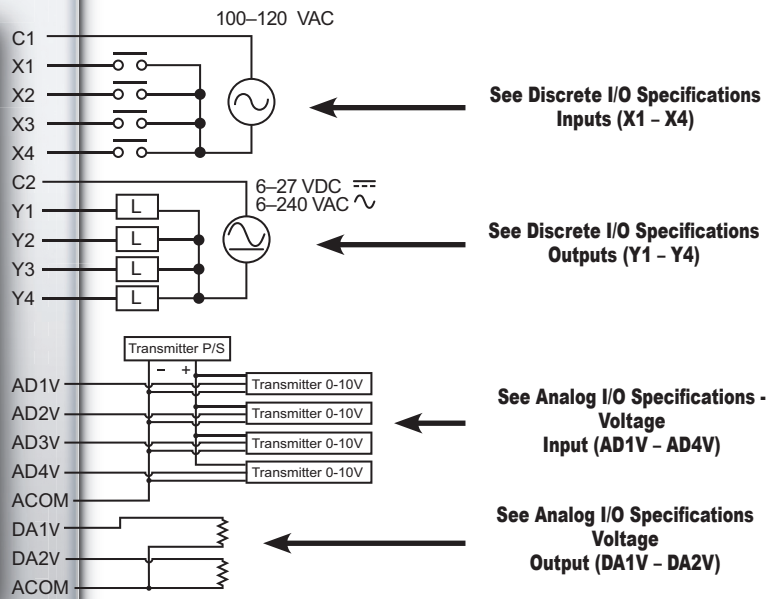 100–120 VAC
C1
X1
X2
X3
X4
See Discrete I/O Specifications
Inputs (X1 – X4)
C2
6–27 VDC
6–240 VAC
Y1
L
Y2
L
Y3
L
Y4
L
See Discrete I/O Specifications
Outputs (Y1 – Y4)
Transmitter P/S
– +
AD1V
Transmitter 0-10V
AD2V
Transmitter 0-10V
AD3V
Transmitter 0-10V
AD4V
Transmitter 0-10V
ACOM
See Analog I/O Specifications -
Voltage
Input (AD1V – AD4V)
DA1V
DA2V
ACOM
See Analog I/O Specifications
Voltage
Output (DA1V – DA2V)